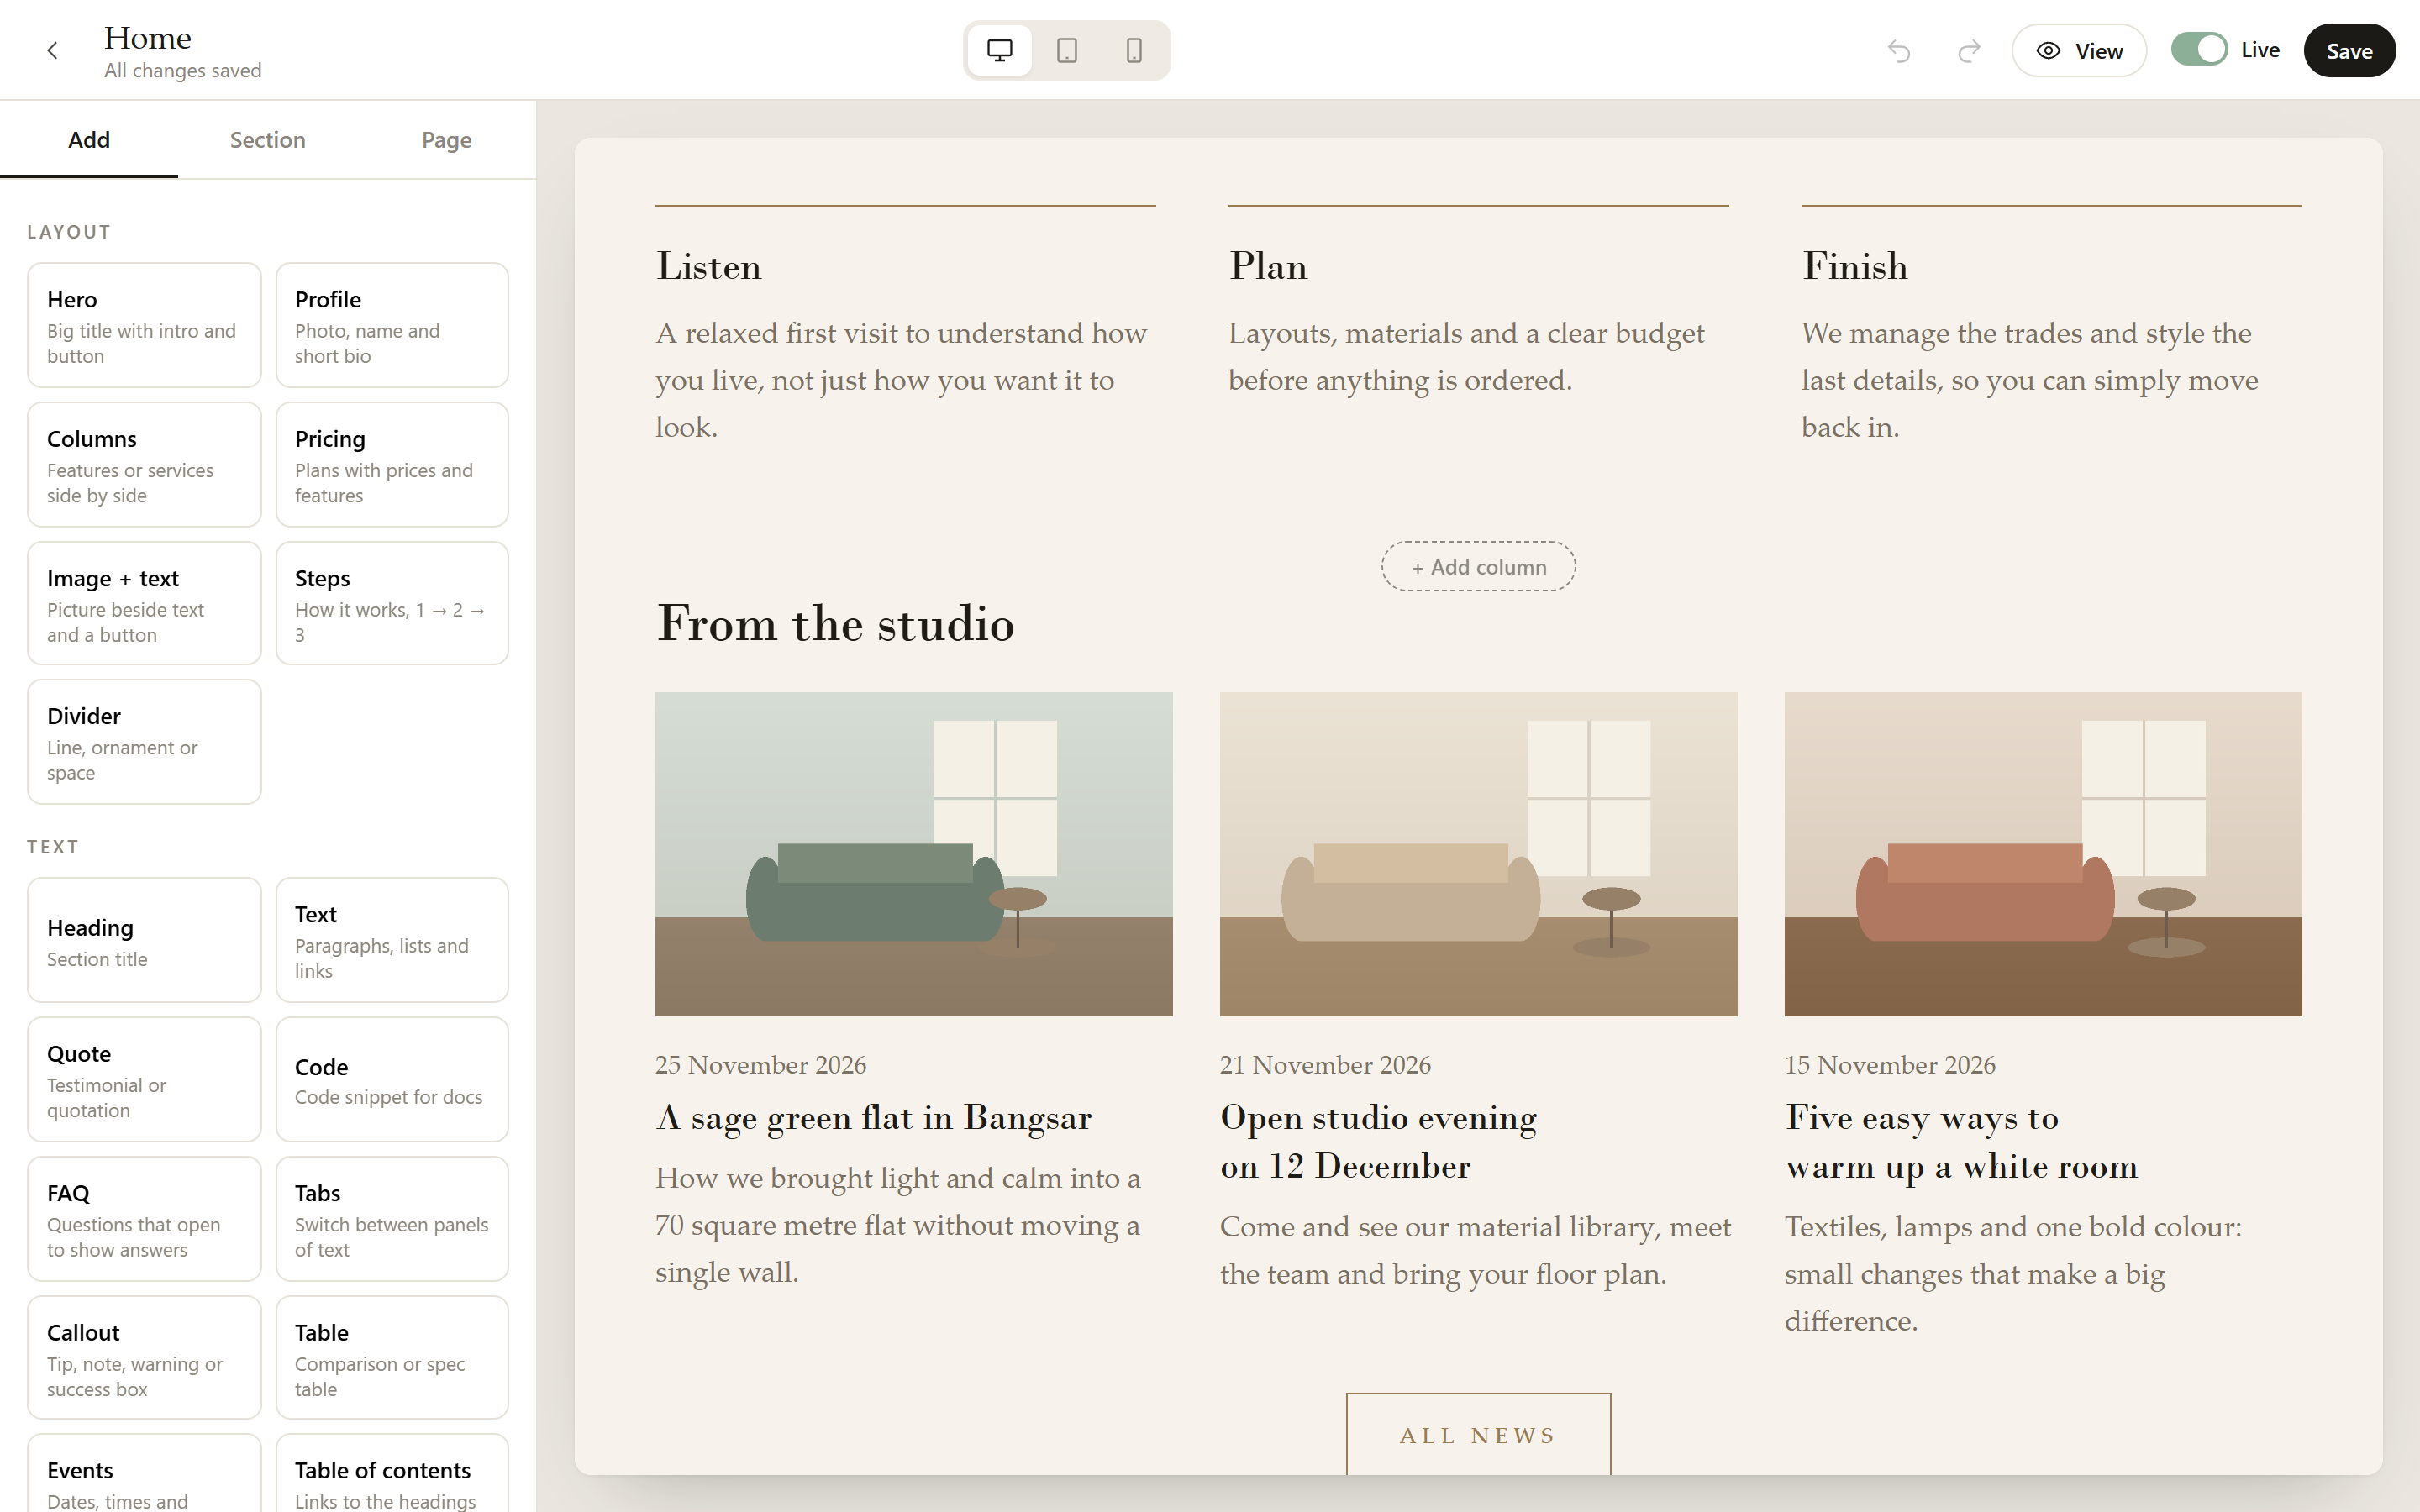 Home
All changes saved
View
Live
Save
Add
Section
Page
LAYOUT
Hero
Big title with intro and
button
Profile
Photo, name and
short bio
Columns
Features or services
side by side
Pricing
Plans with prices and
features
Image + text
Picture beside text
and a button
Steps
How it works, 1 → 2 →
3
Divider
Line, ornament or
space
TEXT
Heading
Section title
Text
Paragraphs, lists and
links
Quote
Testimonial or
quotation
Code
Code snippet for docs
FAQ
Questions that open
to show answers
Tabs
Switch between panels
of text
Callout
Tip, note, warning or
success box
Table
Comparison or spec
table
Events
Dates, times and
Table of contents
Links to the headings
Listen
A relaxed first visit to understand how
you live, not just how you want it to
look.
Plan
Layouts, materials and a clear budget
before anything is ordered.
Finish
We manage the trades and style the
last details, so you can simply move
back in.
+ Add column
From the studio
25 November 2026
A sage green flat in Bangsar
How we brought light and calm into a
70 square metre flat without moving a
single wall.
21 November 2026
Open studio evening
on 12 December
Come and see our material library, meet
the team and bring your floor plan.
15 November 2026
Five easy ways to
warm up a white room
Textiles, lamps and one bold colour:
small changes that make a big
difference.
ALL NEWS